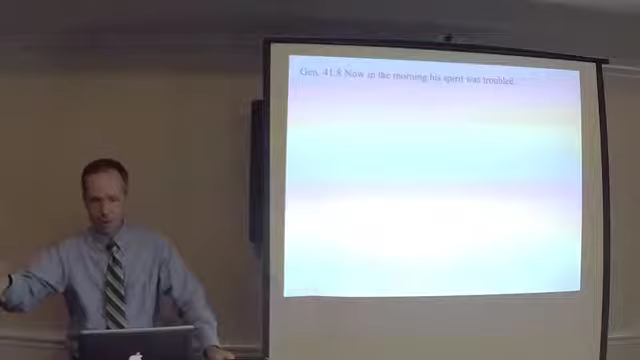 Gen. 41:8 Now in the morning his spirit was troubled